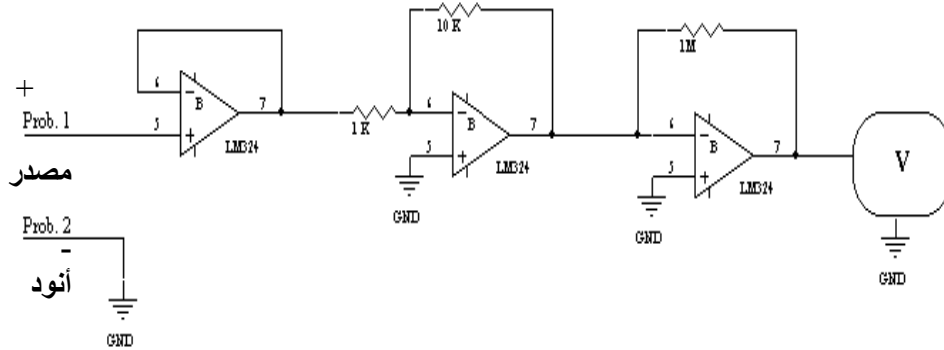 10 K
1M
+
6
B
7
Prob. 1
5
LM324
1 K
6
B
7
5
LM324
GND
6
B
7
5
LM324
GND
V
GND
مصدر
Prob. 2
-
أنود
GND